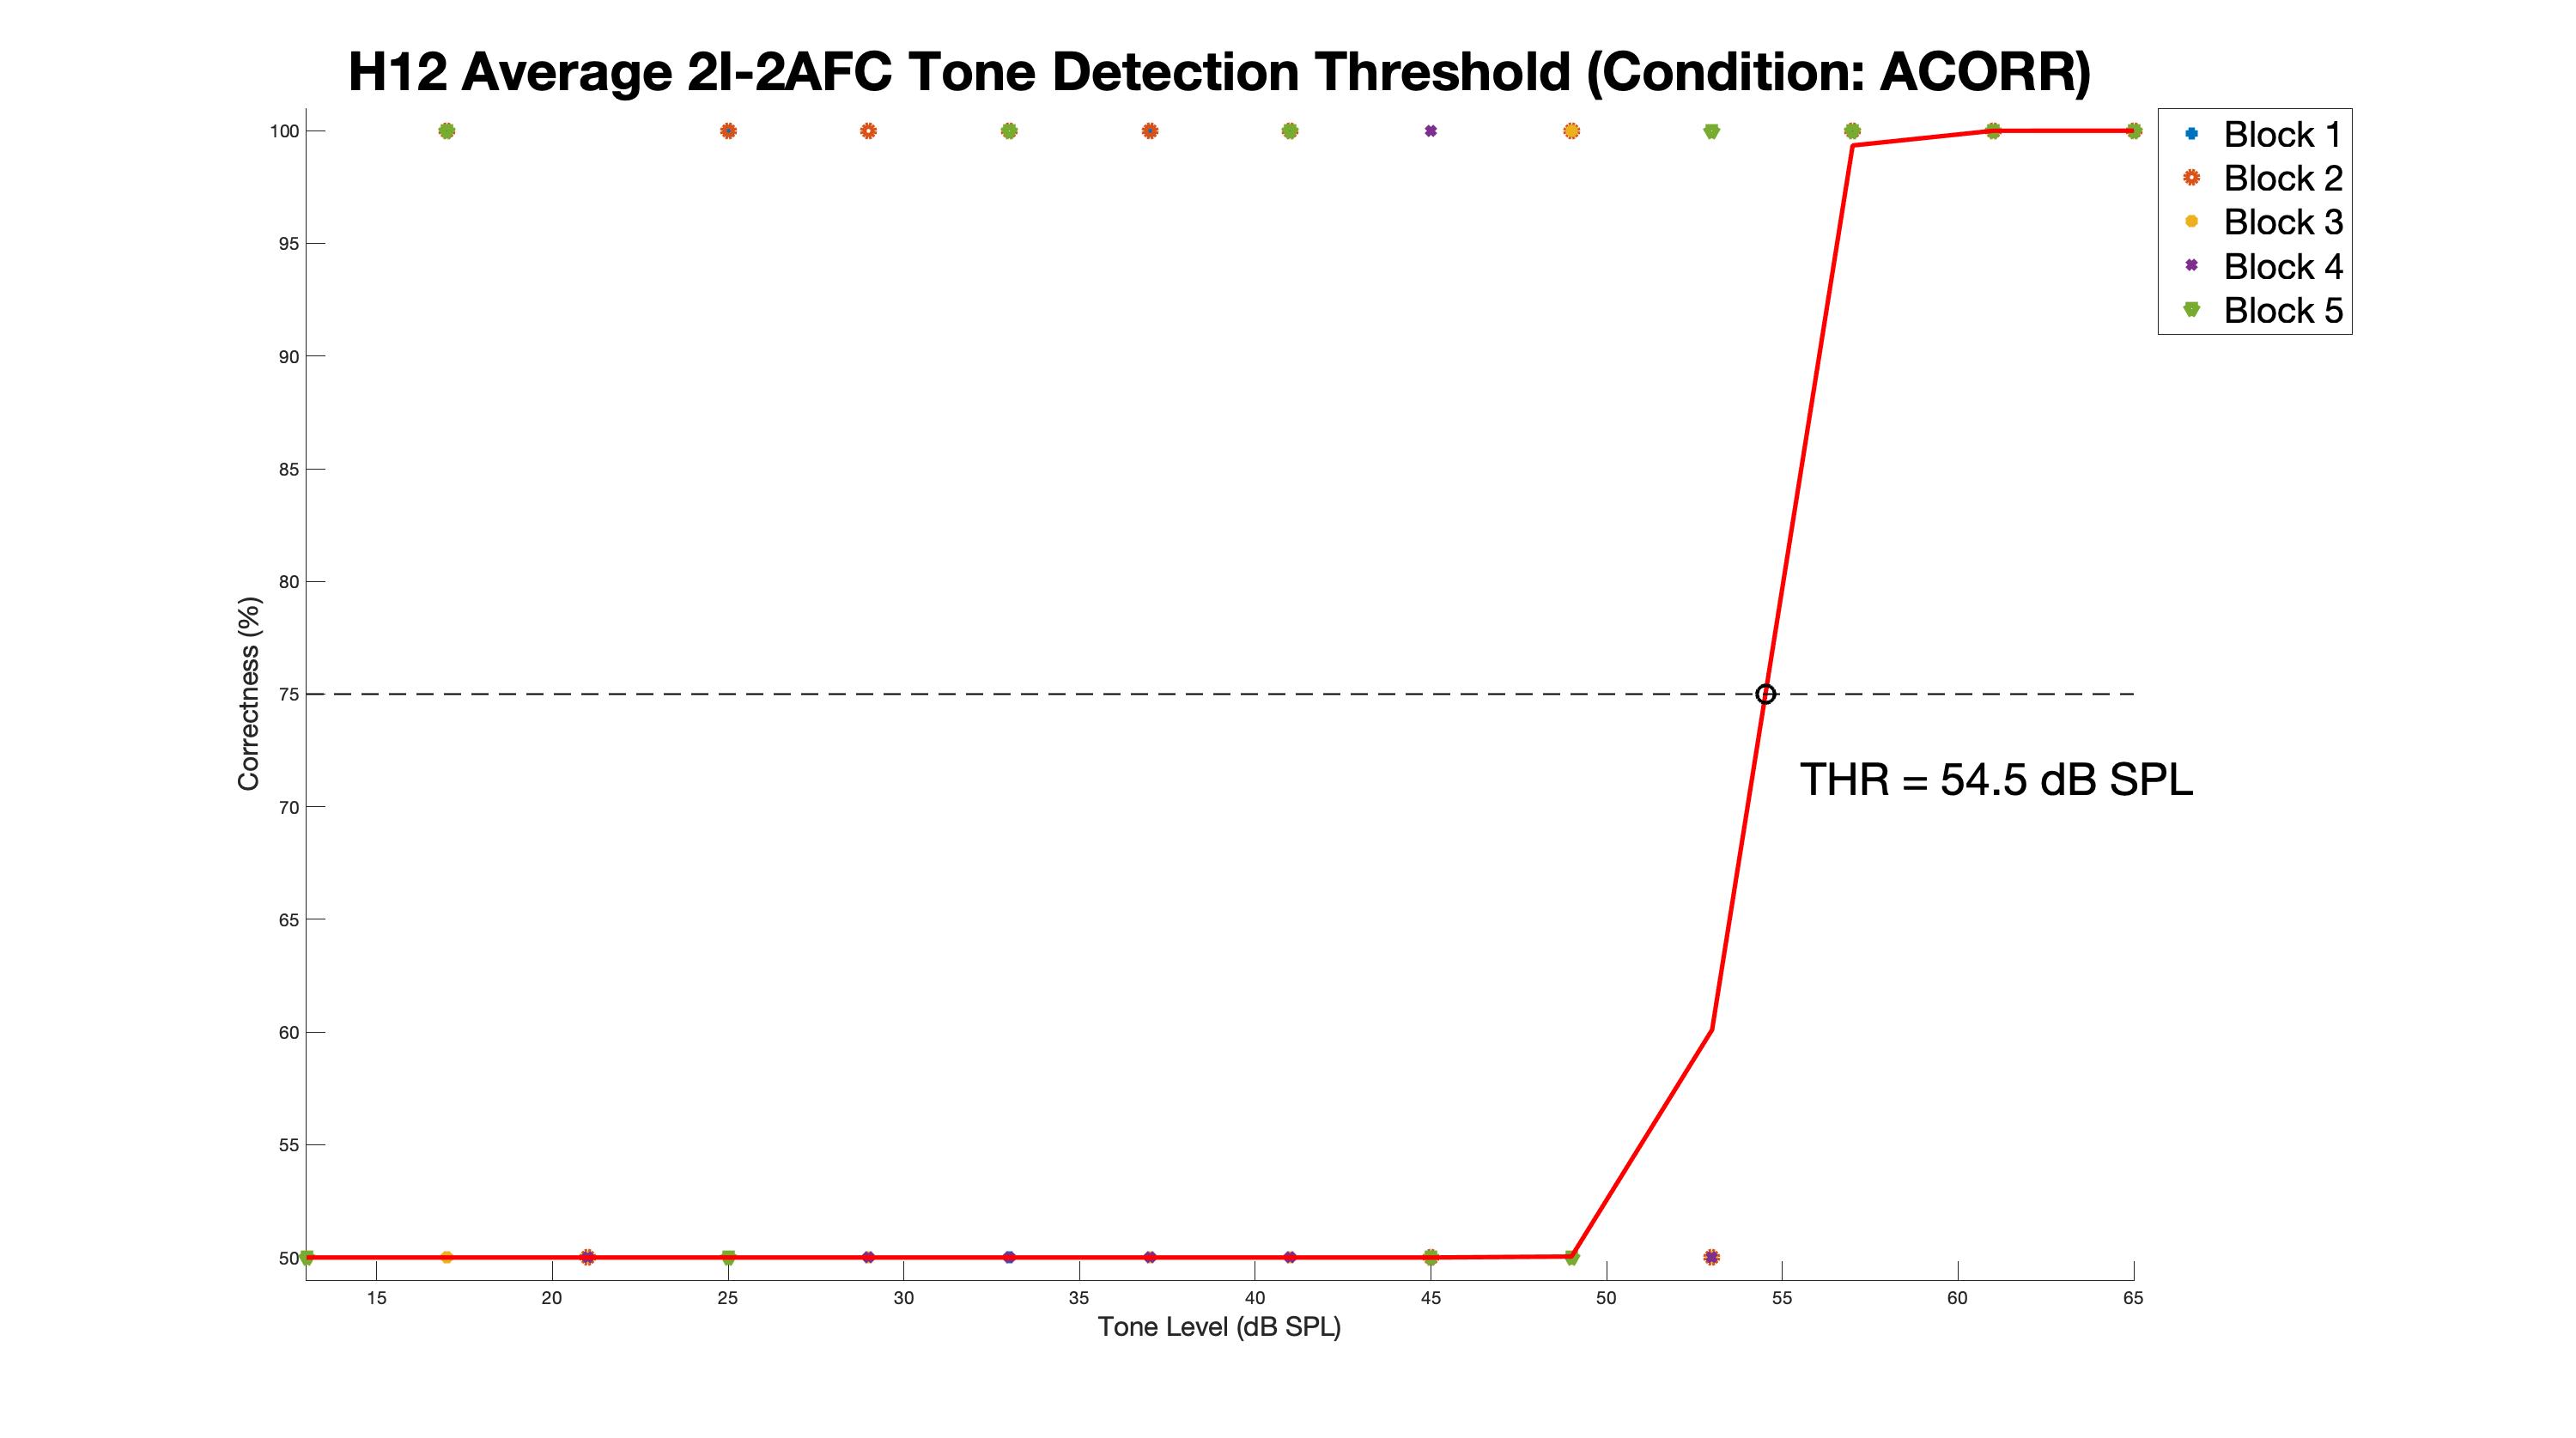 H12 Average 2I-2AFC Tone Detection Threshold (Condition: ACORR)
100
95
90
85
80
75
70
65
60
55
50
Correctness (%)
Block 1
Block 2
Block 3
Block 4
Block 5
THR = 54.5 dB SPL
15 20 25 30 35 40 45 50 55 60 65
Tone Level (dB SPL)